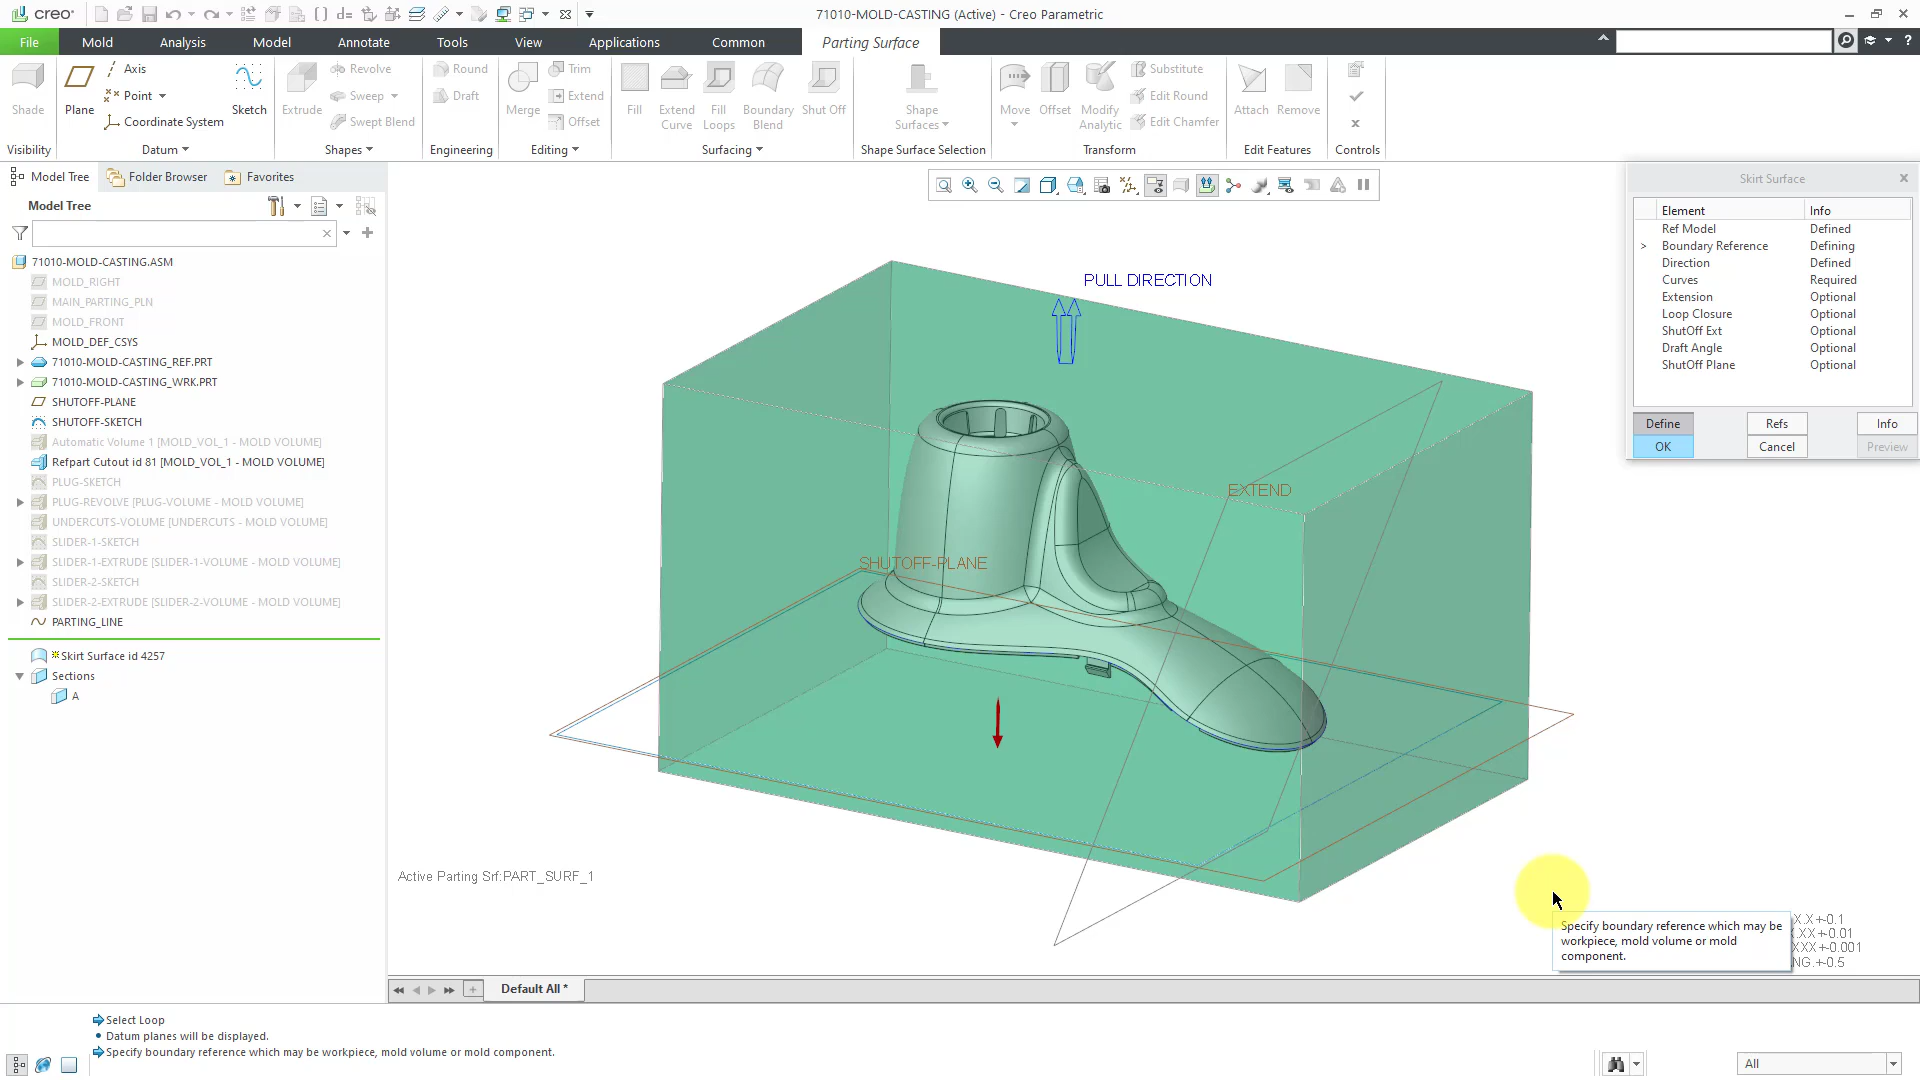 creo
71010-MOLD-CASTING (Active) - Creo Parametric
File
Mold
Analysis
Model
Annotate
Tools
View
Applications
Common
Parting Surface
Shade
Plane
Axis
Point
Coordinate System
Sketch
Extrude
Revolve
Sweep
Swept Blend
Round
Draft
Merge
Trim
Extend
Offset
Fill
Extend Curve
Fill Loops
Boundary Blend
Shut Off
Shape Surfaces
Move
Offset
Modify Analytic
Substitute
Edit Round
Edit Chamfer
Attach
Remove
Visibility
Datum
Shapes
Engineering
Editing
Surfacing
Shape Surface Selection
Transform
Edit Features
Controls
Model Tree
Folder Browser
Favorites
Model Tree
71010-MOLD-CASTING.ASM
MOLD_RIGHT
MAIN_PARTING_PLN
MOLD_FRONT
MOLD_DEF_CSYS
71010-MOLD-CASTING_REF.PRT
71010-MOLD-CASTING_WRK.PRT
SHUTOFF-PLANE
SHUTOFF-SKETCH
Automatic Volume 1 [MOLD_VOL_1 - MOLD VOLUME]
Refpart Cutout id 81 [MOLD_VOL_1 - MOLD VOLUME]
PLUG-SKETCH
PLUG-REVOLVE [PLUG-VOLUME - MOLD VOLUME]
UNDERCUTS-VOLUME [UNDERCUTS - MOLD VOLUME]
SLIDER-1-SKETCH
SLIDER-1-EXTRUDE [SLIDER-1-VOLUME - MOLD VOLUME]
SLIDER-2-SKETCH
SLIDER-2-EXTRUDE [SLIDER-2-VOLUME - MOLD VOLUME]
PARTING_LINE
Skirt Surface id 4257
Sections
A
PULL DIRECTION
EXTEND
SHUTOFF-PLANE
Active Parting Srf:PART_SURF_1
Skirt Surface
Element Info
Ref Model Defined
> Boundary Reference Defining
Direction Defined
Curves Required
Extension Optional
Loop Closure Optional
ShutOff Ext Optional
Draft Angle Optional
ShutOff Plane Optional
Define Refs Info
OK Cancel Preview
Specify boundary reference which may be
workpiece, mold volume or mold
component.
X.X+-0.1
.XX+-0.01
XXX+-0.001
NG.+-0.5
Default All *
Select Loop
• Datum planes will be displayed.
Specify boundary reference which may be workpiece, mold volume or mold component.
All